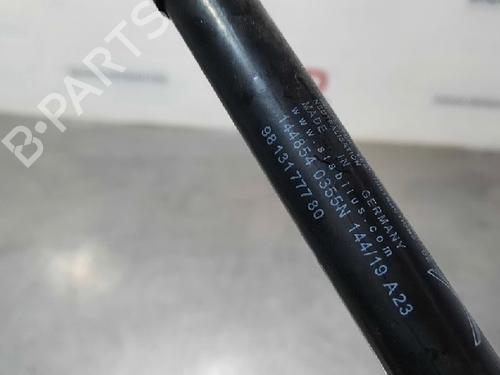 B-PARTS
MADE IN GERMANY
www.stabilus.com
144854 0355N 144/19 A23
9813177780